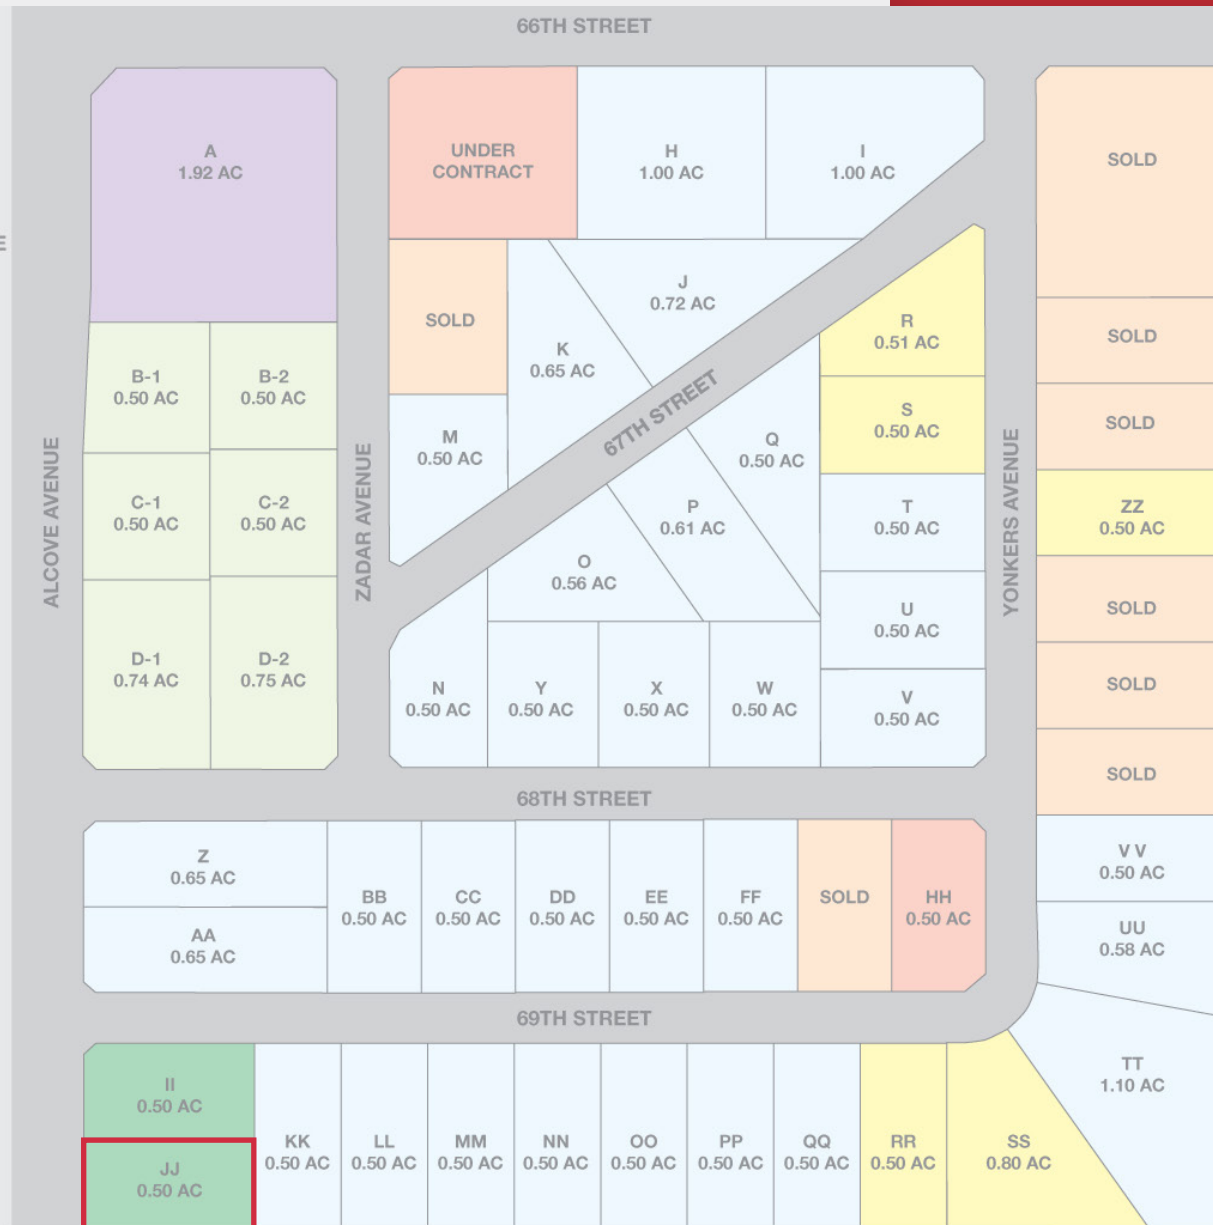 66TH STREET
A
1.92 AC
UNDER
CONTRACT
H
1.00 AC
I
1.00 AC
SOLD
E
J
0.72 AC
SOLD
K
0.65 AC
R
0.51 AC
SOLD
B-1
0.50 AC
B-2
0.50 AC
M
0.50 AC
67TH STREET
Q
0.50 AC
S
0.50 AC
SOLD
ALCOVE AVENUE
C-1
0.50 AC
C-2
0.50 AC
ZADAR AVENUE
P
0.61 AC
T
0.50 AC
YONKERS AVENUE
ZZ
0.50 AC
O
0.56 AC
U
0.50 AC
SOLD
D-1
0.74 AC
D-2
0.75 AC
N
0.50 AC
Y
0.50 AC
X
0.50 AC
W
0.50 AC
V
0.50 AC
SOLD
SOLD
68TH STREET
Z
0.65 AC
AA
0.65 AC
BB
0.50 AC
CC
0.50 AC
DD
0.50 AC
EE
0.50 AC
FF
0.50 AC
SOLD
HH
0.50 AC
V V
0.50 AC
UU
0.58 AC
69TH STREET
II
0.50 AC
JJ
0.50 AC
KK
0.50 AC
LL
0.50 AC
MM
0.50 AC
NN
0.50 AC
OO
0.50 AC
PP
0.50 AC
QQ
0.50 AC
RR
0.50 AC
SS
0.80 AC
TT
1.10 AC